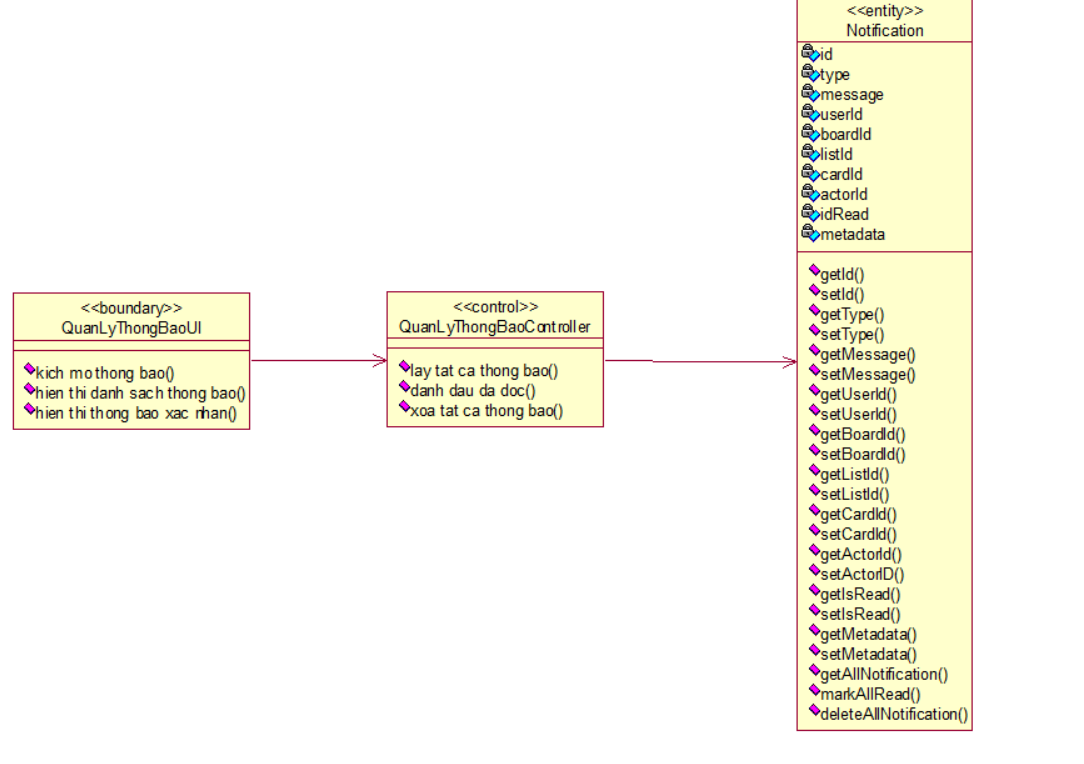 <<boundary>>
QuanLyThongBaoUI
kich mo thong bao()
hien thi danh sach thong bao()
hien thi thong bao xac nhan()
<<control>>
QuanLyThongBaoController
lay tat ca thong bao()
danh dau da doc()
xoa tat ca thong bao()
<<entity>>
Notification
id
type
message
userId
boardId
listId
cardId
actorId
idRead
metadata
getId()
setId()
getType()
setType()
getMessage()
setMessage()
getUserId()
setUserId()
getBoardId()
setBoardId()
getListId()
setListId()
getCardId()
setCardId()
getActorId()
setActorID()
getIsRead()
setIsRead()
getMetadata()
setMetadata()
getAllNotification()
markAllRead()
deleteAllNotification()